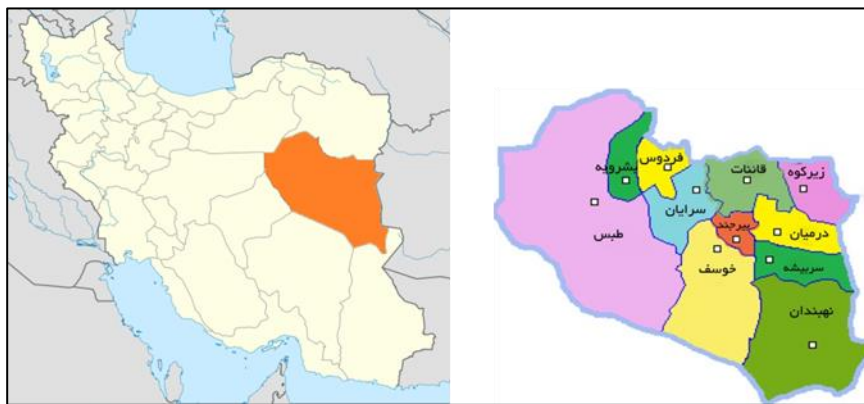 فردوس
بشرویه
قائنات
زیرکوه
سرایان
طبس
بیرجند
درمیان
خوسف
سربیشه
نهبندان